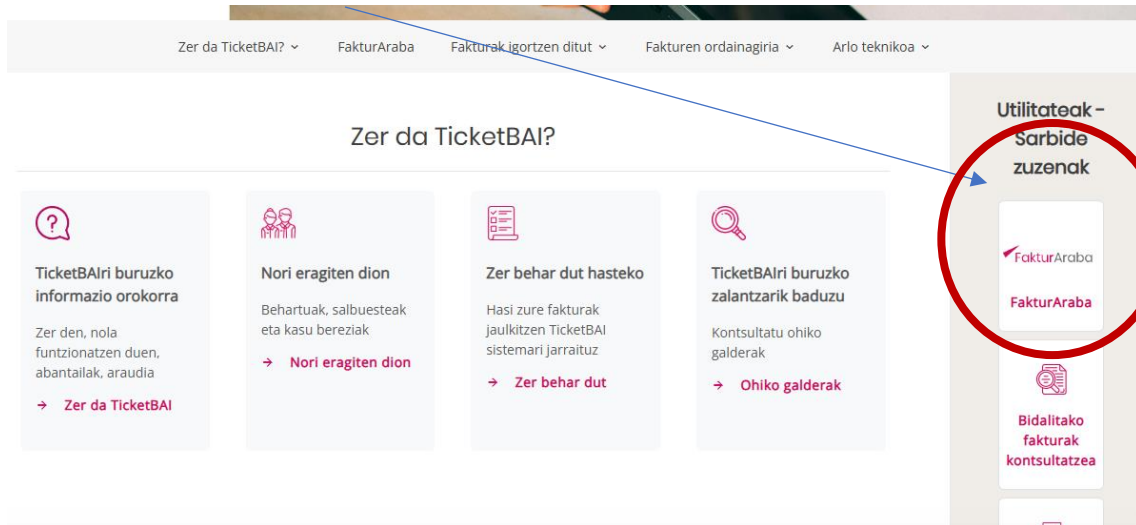 Zer da TicketBAI?
FakturAraba
Fakturak igortzen ditut
Fakturen ordainagiria
Arlo teknikoa
Zer da TicketBAI?
TicketBAIri buruzko
informazio orokorra
Zer den, nola
funtzionatzen duen,
abantailak, araudia
→ Zer da TicketBAI
Nori eragiten dion
Behartuak, salbuesteak
eta kasu bereziak
→ Nori eragiten dion
Zer behar dut hasteko
Hasi zure fakturak
jaulkitzen TicketBAI
sistemari jarraituz
→ Zer behar dut
TicketBAIri buruzko
zalantzarik baduzu
Kontsultatu ohiko
galderak
→ Ohiko galderak
Utilitateak –
Sarbide
zuzenak
FakturAraba
FakturAraba
Bidalitako
fakturak
kontsultatzea